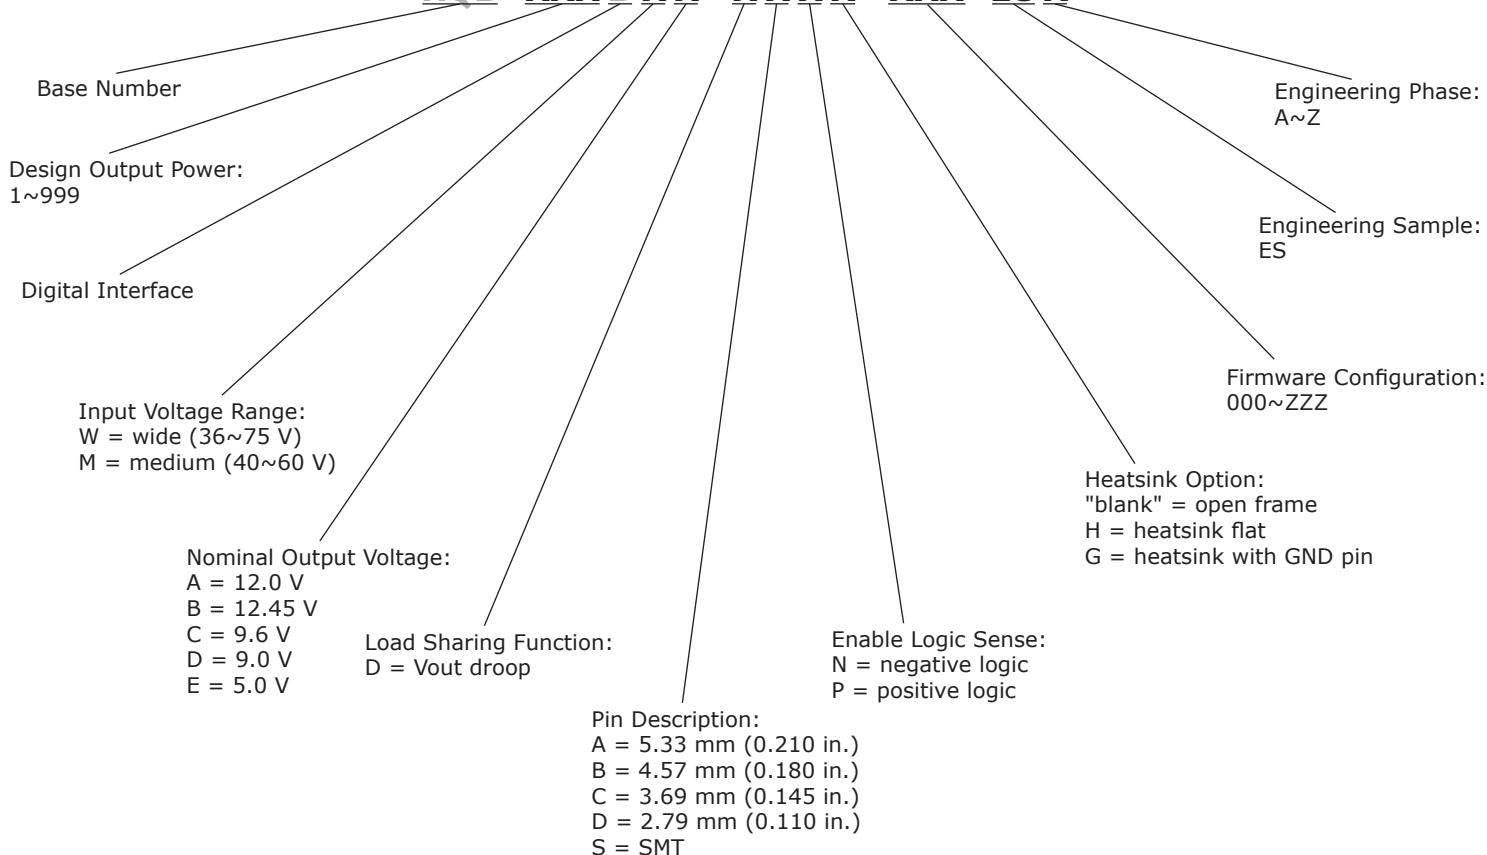 Base Number
Design Output Power:
1~999
Digital Interface
Input Voltage Range:
W = wide (36~75 V)
M = medium (40~60 V)
Nominal Output Voltage:
A = 12.0 V
B = 12.45 V
C = 9.6 V
D = 9.0 V
E = 5.0 V
Load Sharing Function:
D = Vout droop
Pin Description:
A = 5.33 mm (0.210 in.)
B = 4.57 mm (0.180 in.)
C = 3.69 mm (0.145 in.)
D = 2.79 mm (0.110 in.)
S = SMT
Enable Logic Sense:
N = negative logic
P = positive logic
Heatsink Option:
"blank" = open frame
H = heatsink flat
G = heatsink with GND pin
Firmware Configuration:
000~ZZZ
Engineering Sample:
ES
Engineering Phase:
A~Z